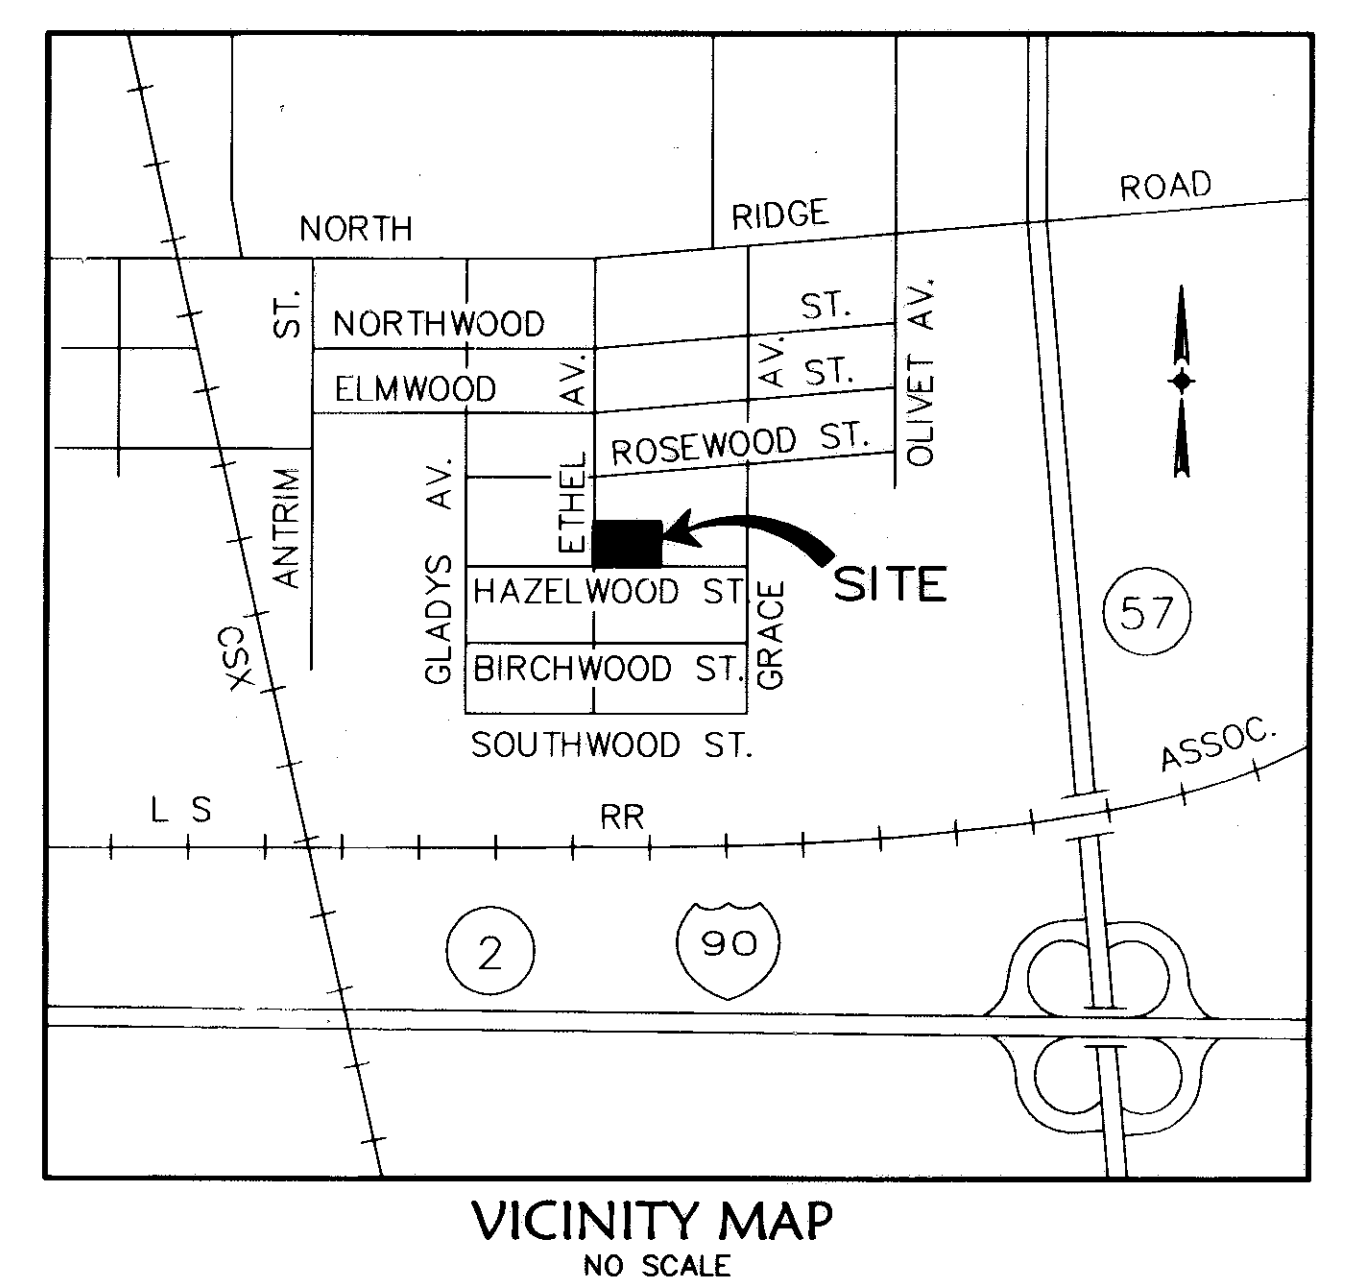 ROAD
RIDGE
NORTH
ST.
NORTHWOOD ST.
ELMWOOD ST.
AV.
AV.
OLIVET AV.
ROSEWOOD ST.
ANTRIM
GLADYS AV.
ETHEL
SITE
HAZELWOOD ST.
GRACE
57
CSX
BIRCHWOOD ST.
SOUTHWOOD ST.
ASSOC.
L S
RR
2
90
VICINITY MAP
NO SCALE